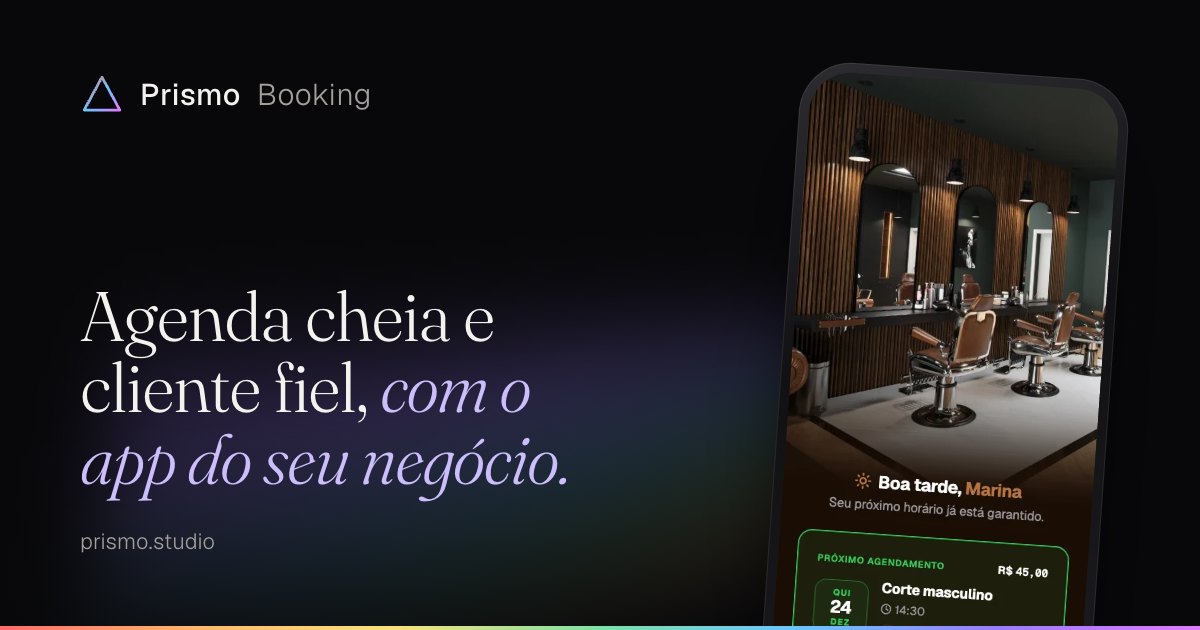 Prismo Booking
Agenda cheia e
cliente fiel, com o
app do seu negócio.
prismo.studio
Boa tarde, Marina
Seu próximo horário já está garantido.
PRÓXIMO AGENDAMENTO
R$ 45,00
QUI
24
DEZ
Corte masculino
14:30